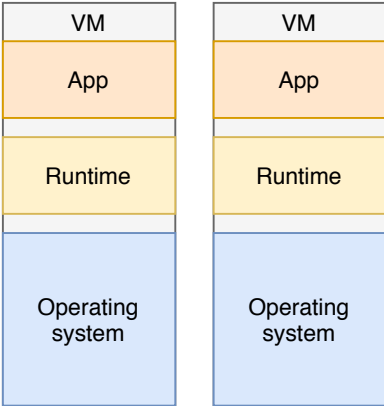 VM
App
Runtime
Operating
system
VM
App
Runtime
Operating
system